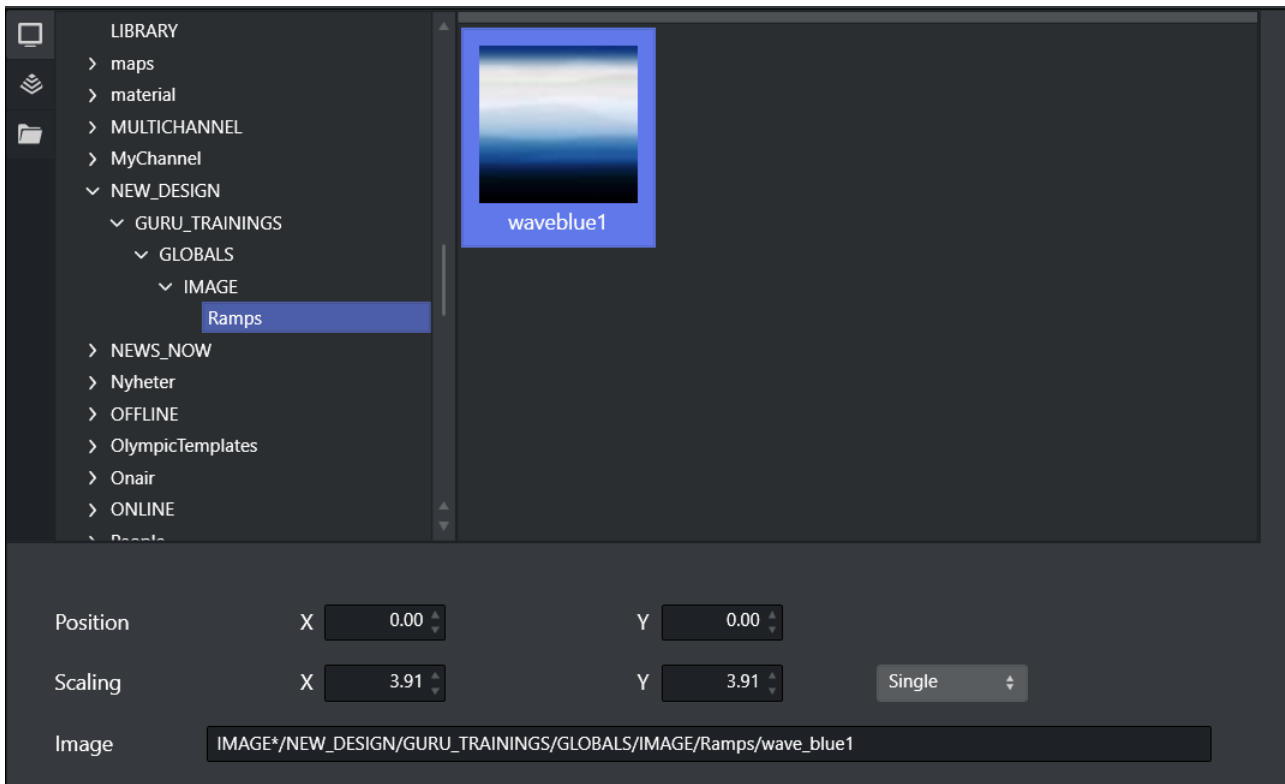 LIBRARY
maps
material
MULTICHANNEL
MyChannel
NEW_DESIGN
GURU_TRAININGS
GLOBALS
IMAGE
Ramps
NEWS_NOW
Nyheter
OFFLINE
OlympicTemplates
Onair
ONLINE
waveblue1
Position X 0.00 Y 0.00
Scaling X 3.91 Y 3.91 Single
Image IMAGE*/NEW_DESIGN/GURU_TRAININGS/GLOBALS/IMAGE/Ramps/wave_blue1